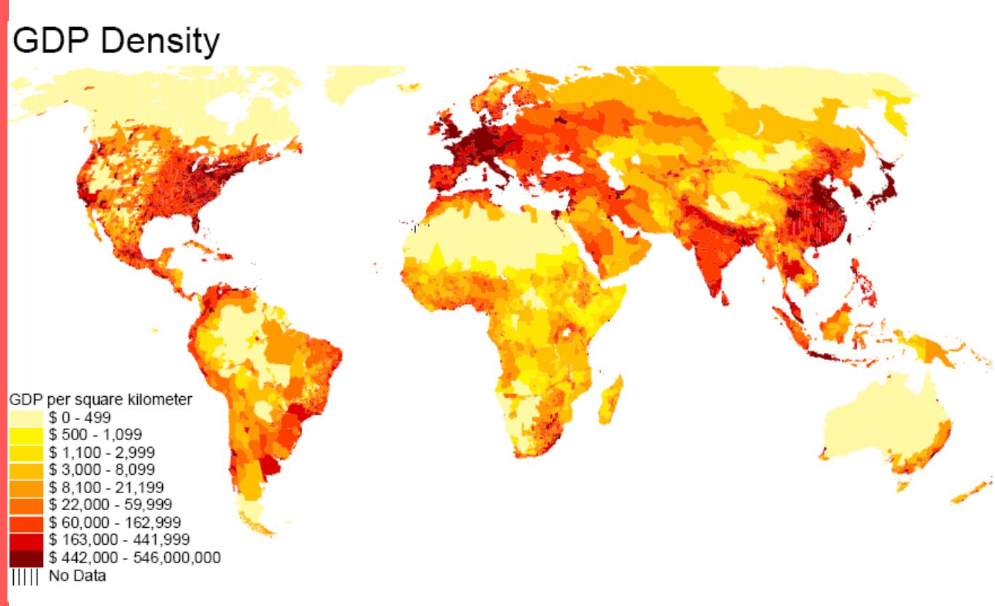 GDP Density
GDP per square kilometer
$ 0 - 499
$ 500 - 1,099
$ 1,100 - 2,999
$ 3,000 - 8,099
$ 8,100 - 21,199
$ 22,000 - 59,999
$ 60,000 - 162,999
$ 163,000 - 441,999
$ 442,000 - 546,000,000
No Data